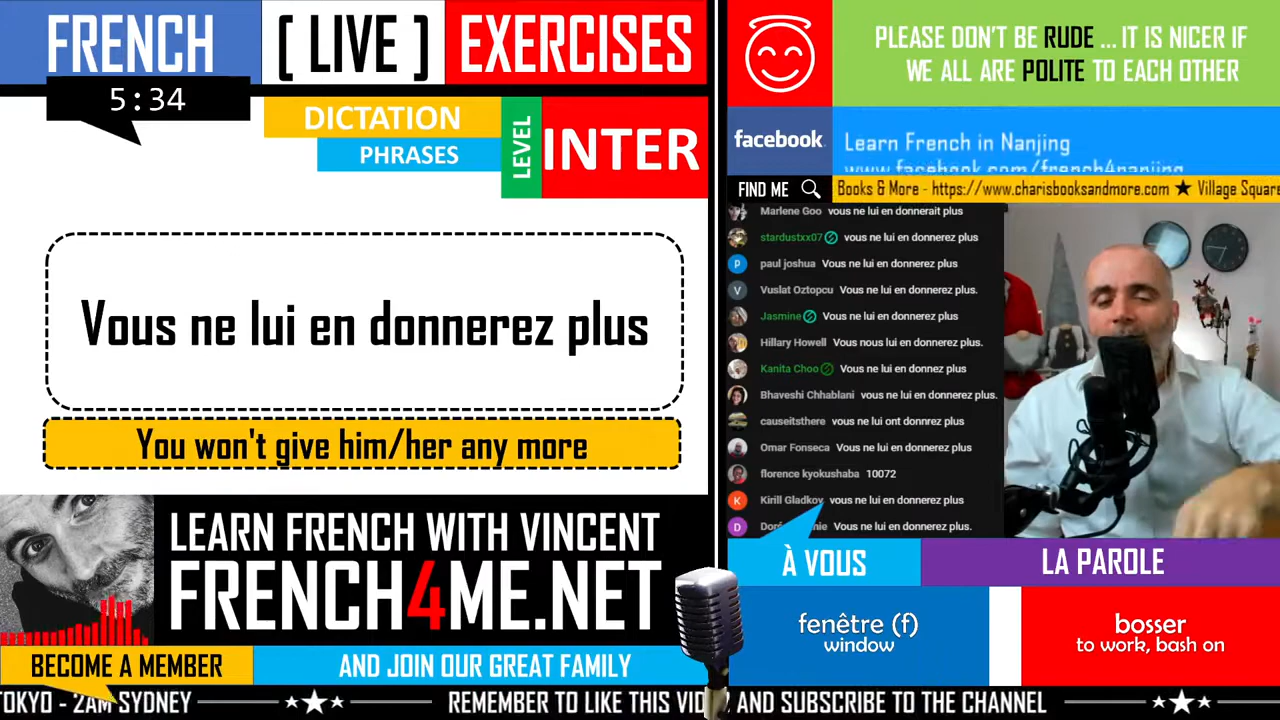 FRENCH
[ LIVE ]
EXERCISES
5:34
DICTATION
PHRASES
LEVEL
INTER
Vous ne lui en donnerez plus
You won't give him/her any more
LEARN FRENCH WITH VINCENT
FRENCH4ME.NET
BECOME A MEMBER
AND JOIN OUR GREAT FAMILY
PLEASE DON'T BE RUDE ... IT IS NICER IF
WE ALL ARE POLITE TO EACH OTHER
facebook.
Learn French in Nanjing
www.facebook.com/french4nanjing
FIND ME
Books & More - https://www.charisbooksandmore.com ★ Village Square
Marlene Goo vous ne lui en donnerait plus
stardustxx07 vous ne lui en donnerez plus
P paul joshua Vous ne lui en donnerez plus
V Vuslat Oztopcu Vous ne lui en donnerez plus.
Jasmine Vous ne lui en donnerez plus
Hillary Howell Vous nous lui en donnerez plus.
Kanita Choo Vous ne lui en donnez plus
Bhaveshi Chhablani vous ne lui en donnerez plus.
causeitsthere vous lui ont donnrez plus
Omar Fonseca Vous ne lui en donnerez plus
florence kyokushaba 10072
K Kirill Gladkov vous ne lui en donnerez plus
D Vous ne lui en donnerez plus.
À VOUS
LA PAROLE
fenêtre (f)
window
bosser
to work, bash on
TOKYO - 2AM SYDNEY ★ REMEMBER TO LIKE THIS AND SUBSCRIBE TO THE CHANNEL ★